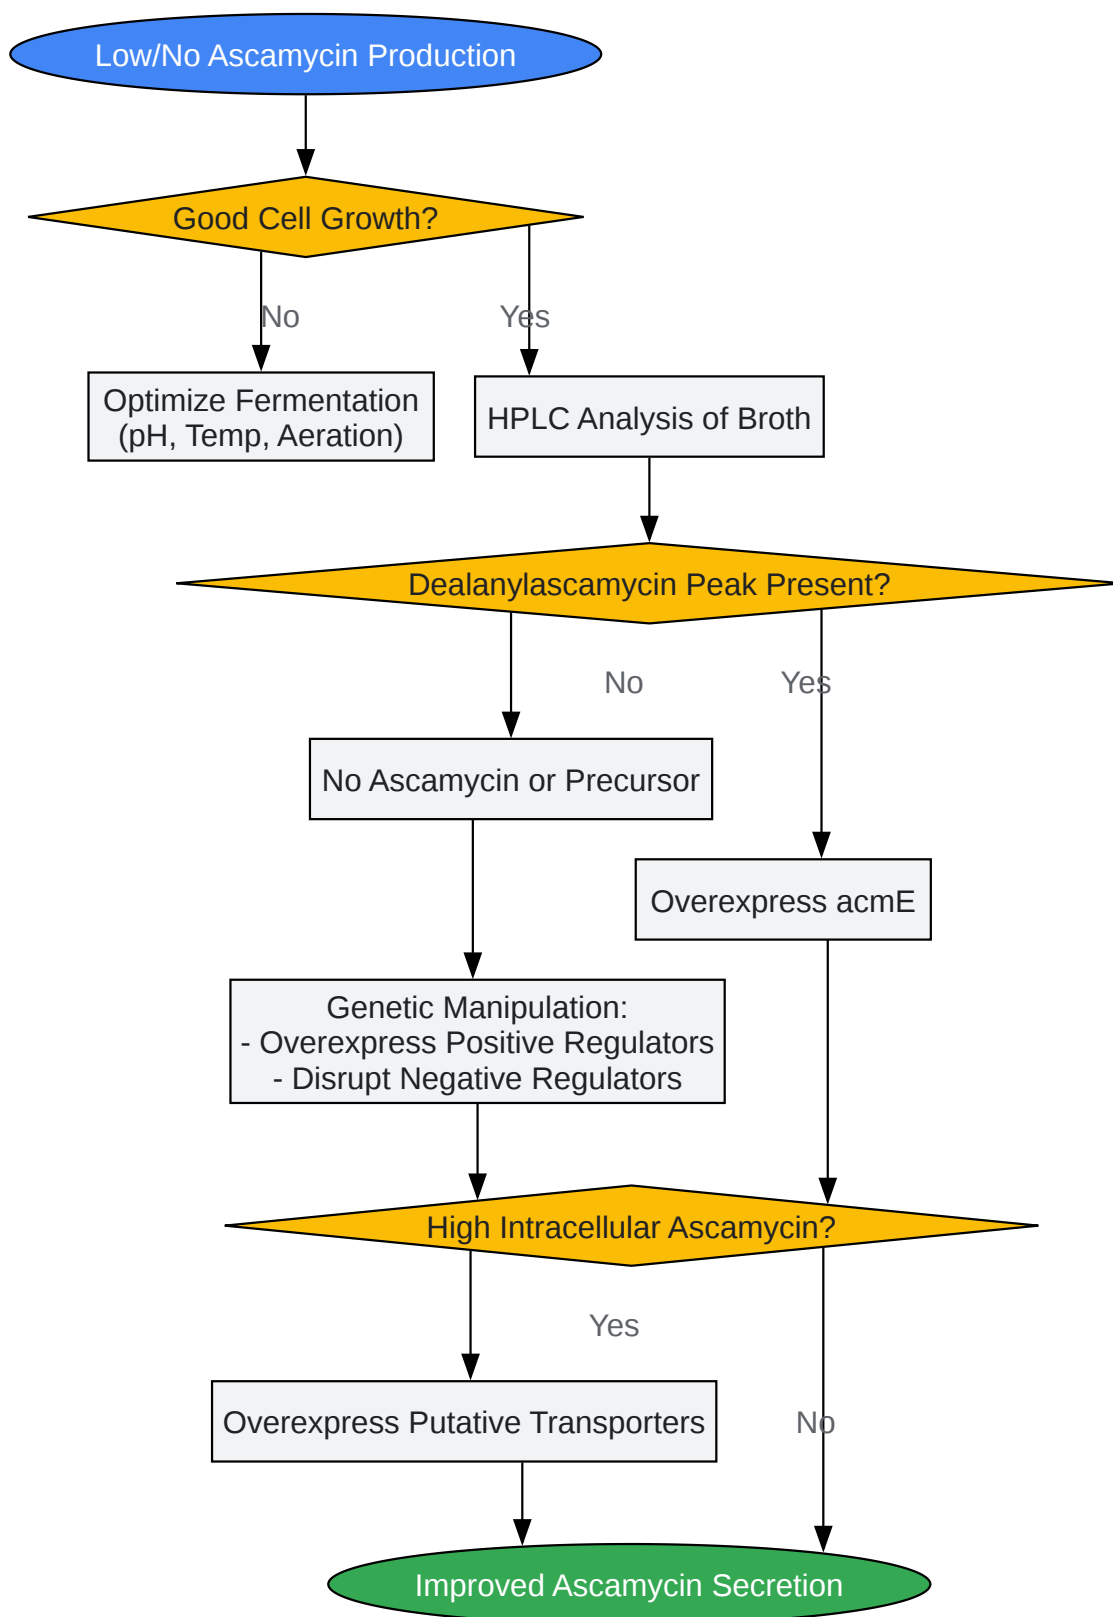 Low/No Ascamycin Production
Good Cell Growth?
No
Yes
Optimize Fermentation
(pH, Temp, Aeration)
HPLC Analysis of Broth
Dealanylascamycin Peak Present?
No
Yes
No Ascamycin or Precursor
Overexpress acmE
Genetic Manipulation:
- Overexpress Positive Regulators
- Disrupt Negative Regulators
High Intracellular Ascamycin?
Yes
Overexpress Putative Transporters
No
Improved Ascamycin Secretion